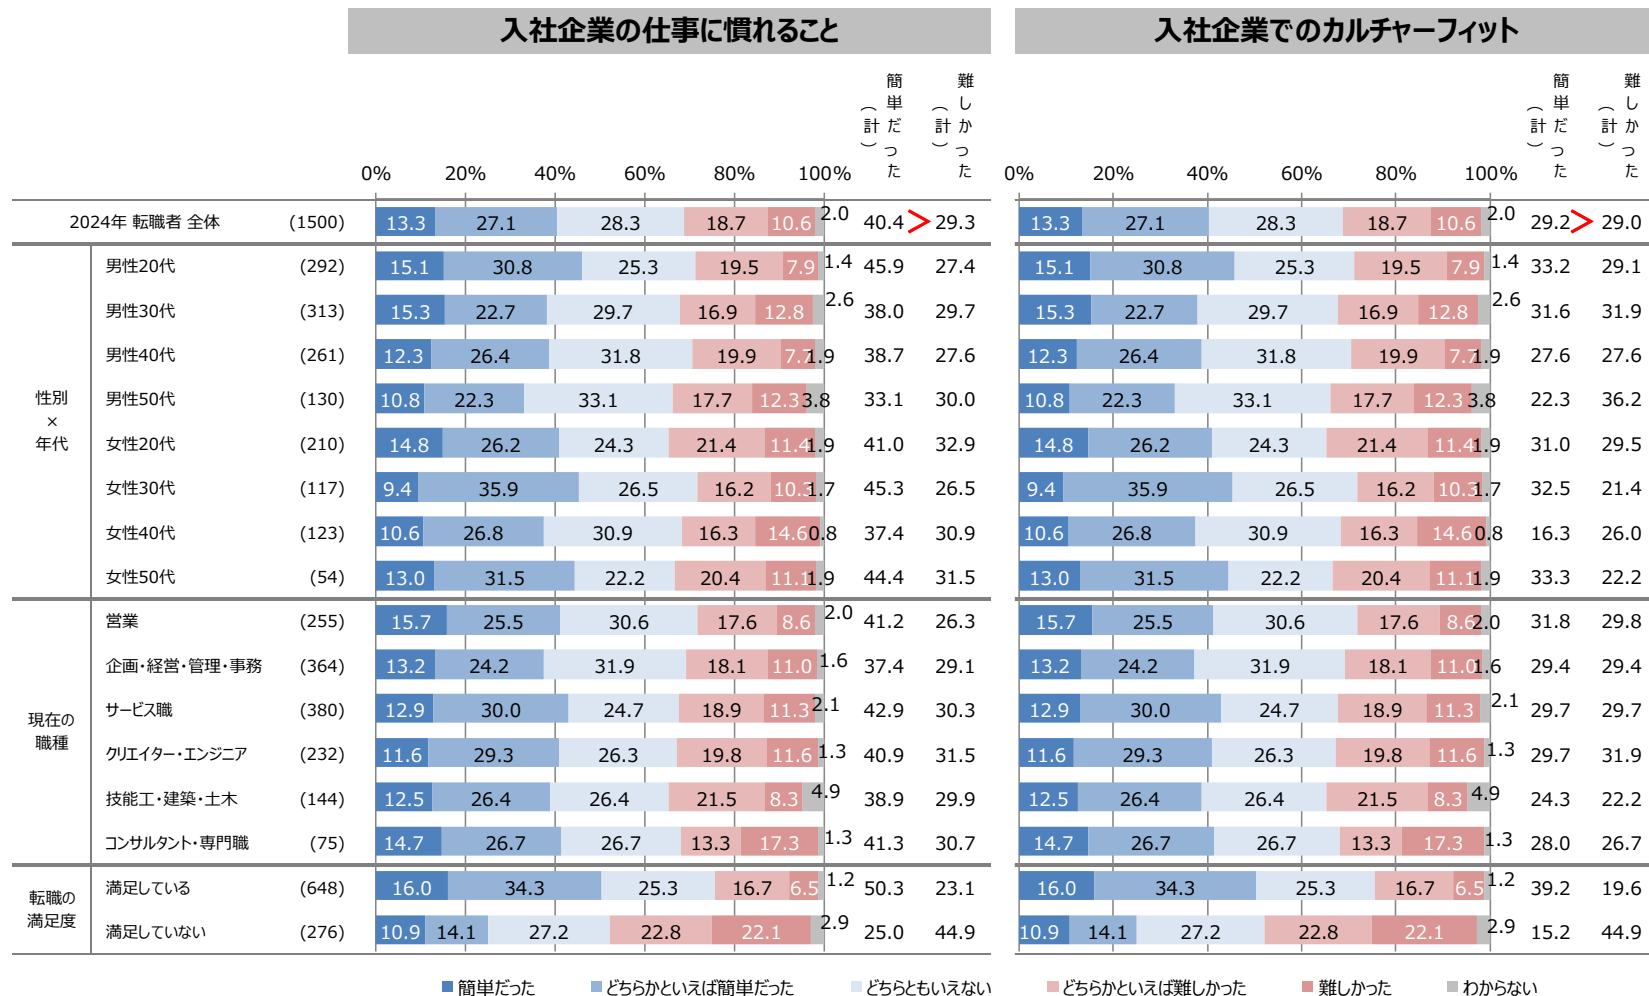 入社企業の仕事に慣れること 入社企業でのカルチャーフィット
簡単だった（計） 難しかった（計） 簡単だった（計） 難しかった（計）
0% 20% 40% 60% 80% 100% 0% 20% 40% 60% 80% 100%
2024年 転職者 全体 (1500) 13.3 27.1 28.3 18.7 10.6 2.0 40.4 > 29.3 13.3 27.1 28.3 18.7 10.6 2.0 29.2 > 29.0
性別×年代
男性20代 (292) 15.1 30.8 25.3 19.5 7.9 1.4 45.9 27.4 15.1 30.8 25.3 19.5 7.9 1.4 33.2 29.1
男性30代 (313) 15.3 22.7 29.7 16.9 12.8 2.6 38.0 29.7 15.3 22.7 29.7 16.9 12.8 2.6 31.6 31.9
男性40代 (261) 12.3 26.4 31.8 19.9 7.7 1.9 38.7 27.6 12.3 26.4 31.8 19.9 7.7 1.9 27.6 27.6
男性50代 (130) 10.8 22.3 33.1 17.7 12.3 3.8 33.1 30.0 10.8 22.3 33.1 17.7 12.3 3.8 22.3 36.2
女性20代 (210) 14.8 26.2 24.3 21.4 11.4 1.9 41.0 32.9 14.8 26.2 24.3 21.4 11.4 1.9 31.0 29.5
女性30代 (117) 9.4 35.9 26.5 16.2 10.3 1.7 45.3 26.5 9.4 35.9 26.5 16.2 10.3 1.7 32.5 21.4
女性40代 (123) 10.6 26.8 30.9 16.3 14.6 0.8 37.4 30.9 10.6 26.8 30.9 16.3 14.6 0.8 16.3 26.0
女性50代 (54) 13.0 31.5 22.2 20.4 11.1 1.9 44.4 31.5 13.0 31.5 22.2 20.4 11.1 1.9 33.3 22.2
現在の職種
営業 (255) 15.7 25.5 30.6 17.6 8.6 2.0 41.2 26.3 15.7 25.5 30.6 17.6 8.6 2.0 31.8 29.8
企画・経営・管理・事務 (364) 13.2 24.2 31.9 18.1 11.0 1.6 37.4 29.1 13.2 24.2 31.9 18.1 11.0 1.6 29.4 29.4
サービス職 (380) 12.9 30.0 24.7 18.9 11.3 2.1 42.9 30.3 12.9 30.0 24.7 18.9 11.3 2.1 29.7 29.7
クリエイター・エンジニア (232) 11.6 29.3 26.3 19.8 11.6 1.3 40.9 31.5 11.6 29.3 26.3 19.8 11.6 1.3 29.7 31.9
技能工・建築・土木 (144) 12.5 26.4 26.4 21.5 8.3 4.9 38.9 29.9 12.5 26.4 26.4 21.5 8.3 4.9 24.3 22.2
コンサルタント・専門職 (75) 14.7 26.7 26.7 13.3 17.3 1.3 41.3 30.7 14.7 26.7 26.7 13.3 17.3 1.3 28.0 26.7
転職の満足度
満足している (648) 16.0 34.3 25.3 16.7 6.5 1.2 50.3 23.1 16.0 34.3 25.3 16.7 6.5 1.2 39.2 19.6
満足していない (276) 10.9 14.1 27.2 22.8 22.1 2.9 25.0 44.9 10.9 14.1 27.2 22.8 22.1 2.9 15.2 44.9
簡単だった どちらかといえば簡単だった どちらともいえない どちらかといえば難しかった 難しかった わからない